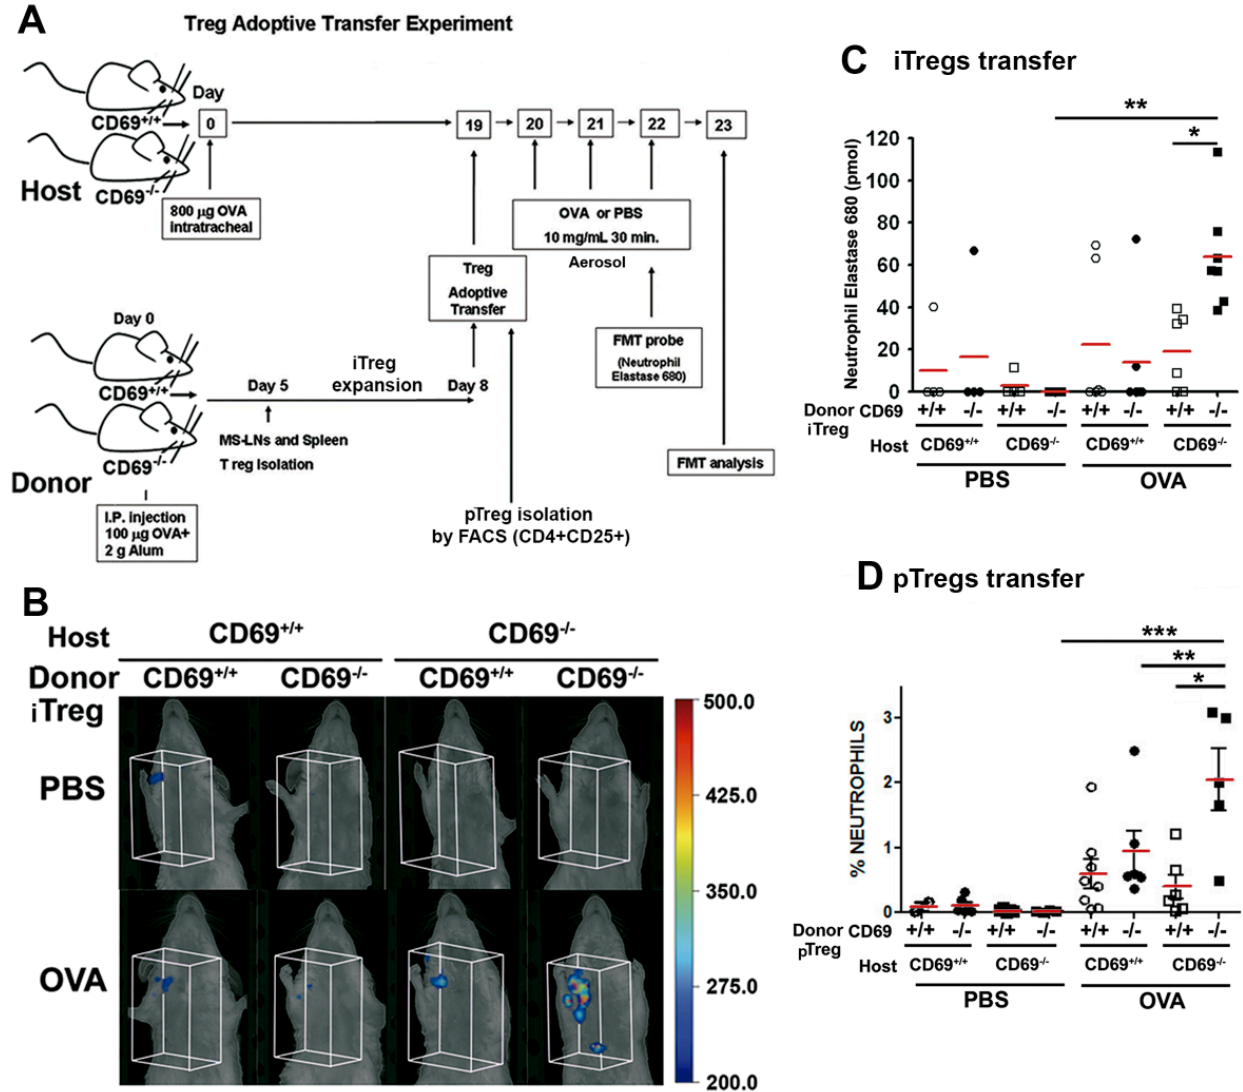 A
Treg Adoptive Transfer Experiment
Day
CD69+/+
0
19
20
21
22
23
Host
CD69-/-
800 µg OVA
intratracheal
OVA or PBS
10 mg/mL 30 min.
Aerosol
Treg
Adoptive
Transfer
Day 0
CD69+/+
Day 5
iTreg
expansion
Day 8
FMT probe
(Neutrophil
Elastase 680)
MS-LNs and Spleen
T reg Isolation
CD69-/-
Donor
FMT analysis
I.P. injection
100 µg OVA+
2 g Alum
pTreg isolation
by FACS (CD4+CD25+)
B
Host
CD69+/+
CD69-/-
Donor
iTreg
CD69+/+
CD69-/-
CD69+/+
CD69-/-
PBS
OVA
500.0
425.0
350.0
275.0
200.0
C iTregs transfer
**
*
Neutrophil Elastase 680 (pmol)
120
100
80
60
40
20
0
Donor CD69
iTreg
+/+ -/- +/+ -/- +/+ -/- +/+ -/-
Host CD69+/+ CD69-/- CD69+/+ CD69-/-
PBS OVA
D pTregs transfer
***
**
*
% NEUTROPHILS
3
2
1
0
Donor CD69
pTreg
+/+ -/- +/+ -/- +/+ -/- +/+ -/-
Host CD69+/+ CD69-/- CD69+/+ CD69-/-
PBS OVA